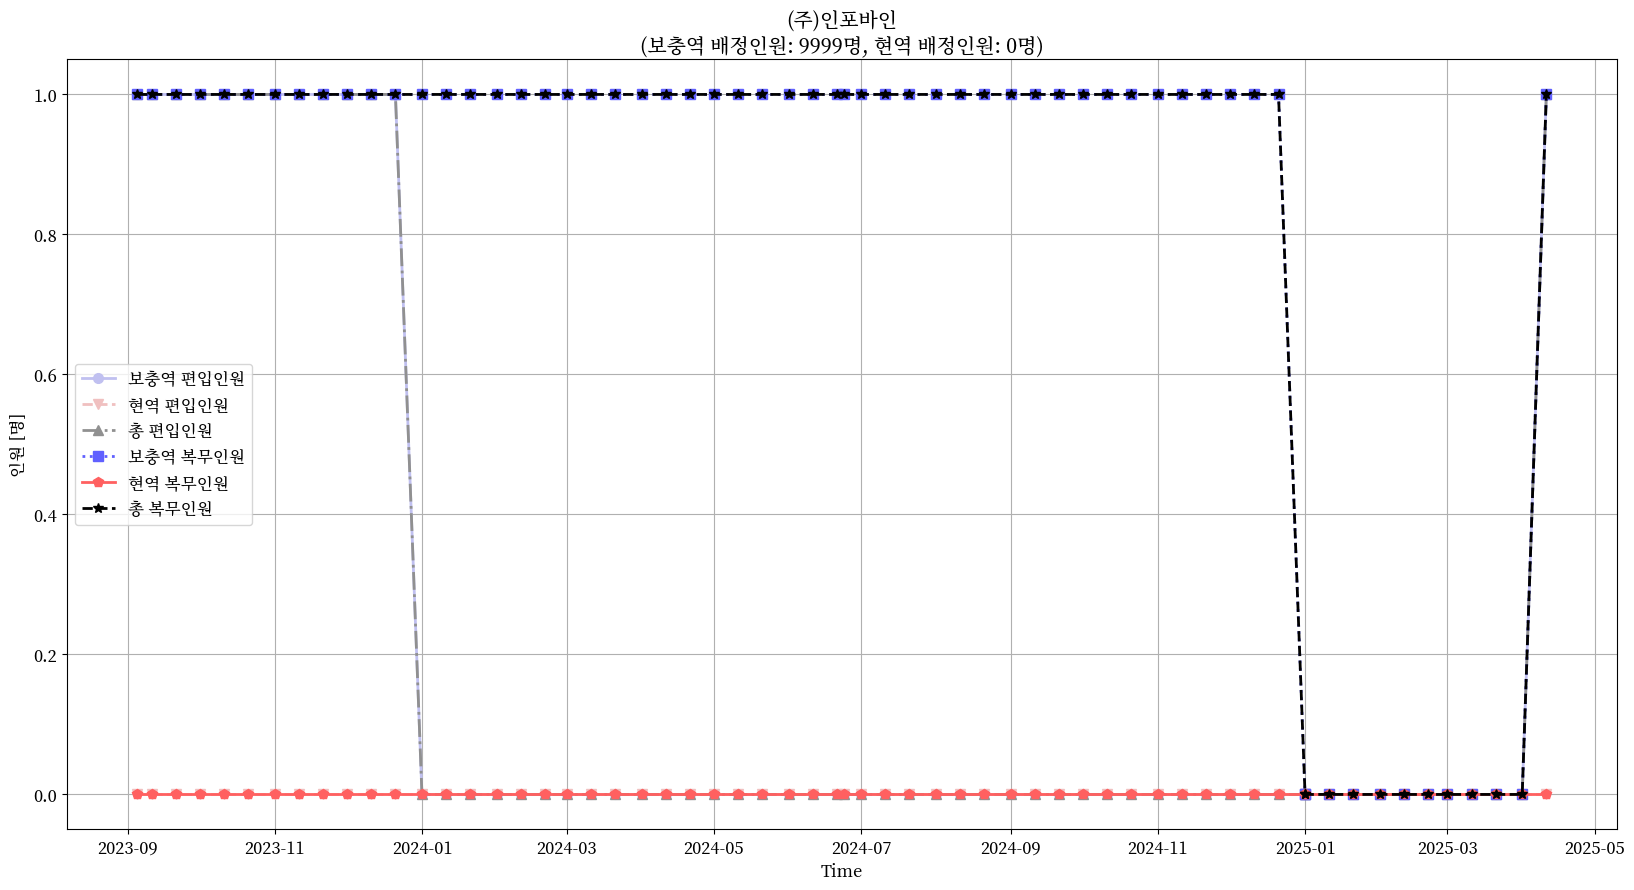 (주)인포바인
(보충역 배정인원: 9999명, 현역 배정인원: 0명)
인원 [명]
1.0
0.8
0.6
0.4
0.2
0.0
보충역 편입인원
현역 편입인원
총 편입인원
보충역 복무인원
현역 복무인원
총 복무인원
2023-09
2023-11
2024-01
2024-03
2024-05
2024-07
2024-09
2024-11
2025-01
2025-03
2025-05
Time